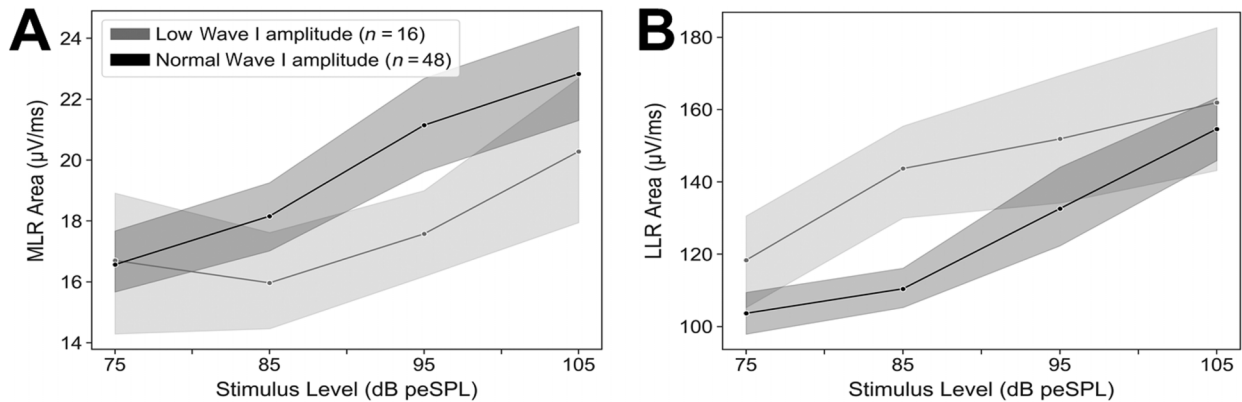 A
Low Wave I amplitude (n = 16)
Normal Wave I amplitude (n = 48)
24
22
20
18
16
14
MLR Area (µV/ms)
75
85
95
105
Stimulus Level (dB peSPL)
B
180
160
140
120
100
LLR Area (µV/ms)
75
85
95
105
Stimulus Level (dB peSPL)